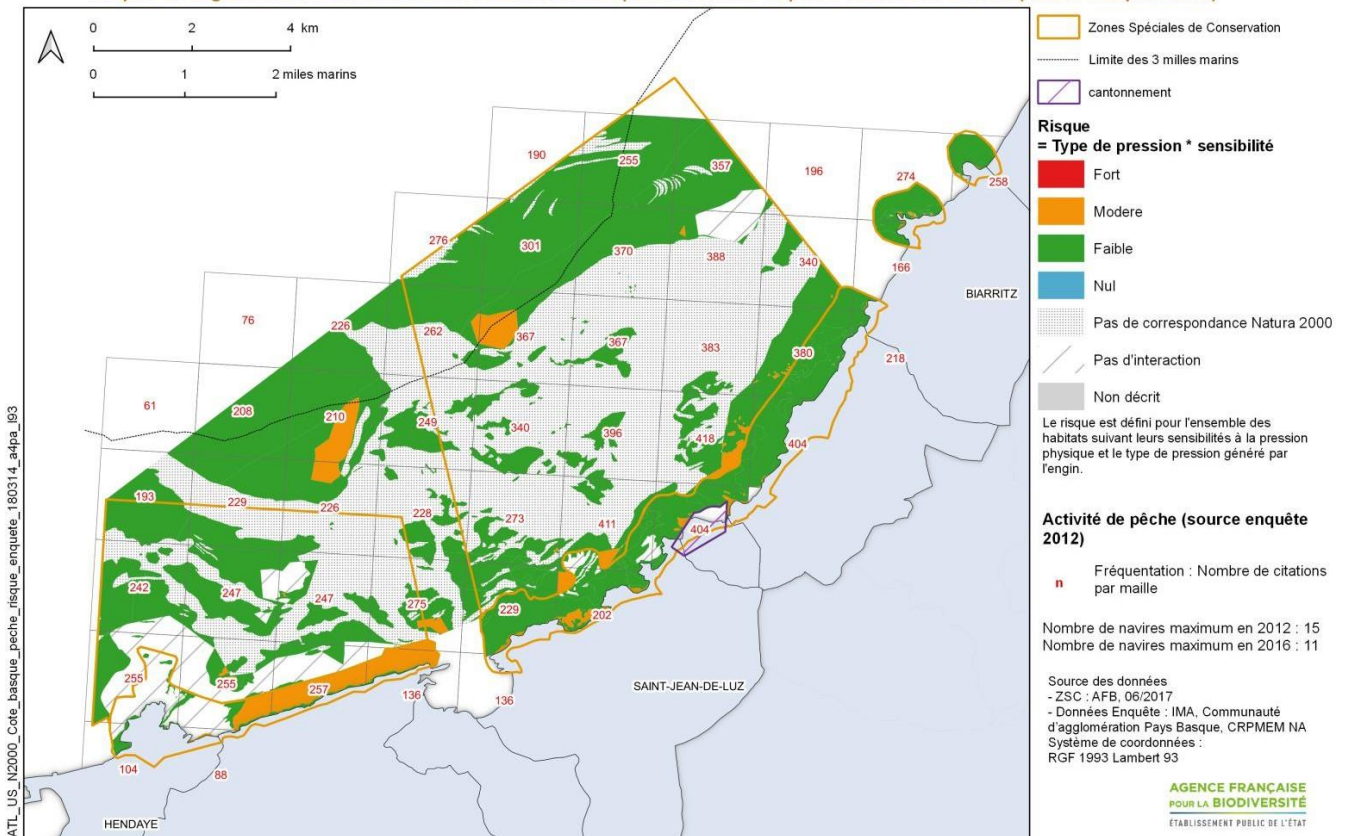 0 2 4 km
0 1 2 miles marins
190
255
357
196
274
258
276
301
370
388
340
166
BIARRITZ
76
226
262
367
367
383
380
218
61
208
210
249
340
396
418
404
193
229
226
228
273
411
404
242
247
247
275
229
202
255
255
257
136
136
SAINT-JEAN-DE-LUZ
104
88
HENDAYE
ATL_US_N2000_Cote_basque_peche_risque_enquete_180314_a4pa_l93
Zones Spéciales de Conservation
Limite des 3 milles marins
cantonnement
Risque
= Type de pression * sensibilité
Fort
Modere
Faible
Nul
Pas de correspondance Natura 2000
Pas d'interaction
Non décrit
Le risque est défini pour l'ensemble des
habitats suivant leurs sensibilités à la pression
physique et le type de pression généré par
l'engin.
Activité de pêche (source enquête
2012)
n Fréquentation : Nombre de citations
par maille
Nombre de navires maximum en 2012 : 15
Nombre de navires maximum en 2016 : 11
Source des données
- ZSC : AFB, 06/2017
- Données Enquête : IMA, Communauté
d'agglomération Pays Basque, CRPMEM NA
Système de coordonnées :
RGF 1993 Lambert 93
AGENCE FRANÇAISE
POUR LA BIODIVERSITÉ
ÉTABLISSEMENT PUBLIC DE L'ÉTAT